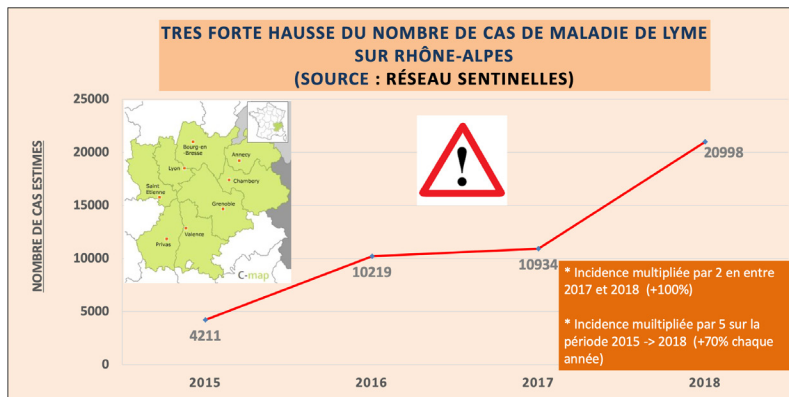 TRES FORTE HAUSSE DU NOMBRE DE CAS DE MALADIE DE LYME
SUR RHÔNE-ALPES
(SOURCE : RÉSEAU SENTINELLES)
NOMBRE DE CAS ESTIMES
25000
20000
15000
10000
5000
0
Bourg-en-
Bresse
Annecy
Lyon
Chambery
Saint
Etienne
Grenoble
Valence
Privas
C-map
4211
10219
10934
20998
* Incidence multipliée par 2 en entre
2017 et 2018 (+100%)
* Incidence muiltipliée par 5 sur la
période 2015 -> 2018 (+70% chaque
année)
2015
2016
2017
2018